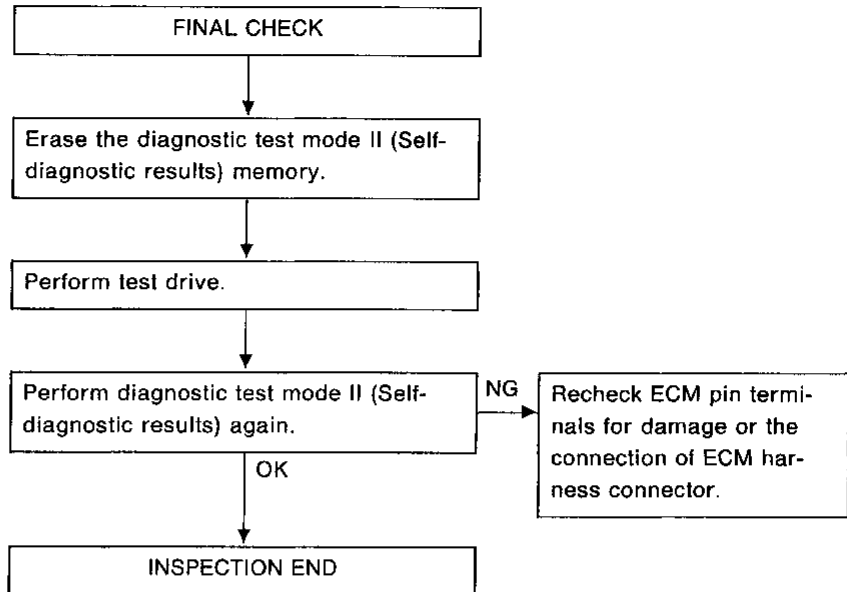 FINAL CHECK
Erase the diagnostic test mode II (Self-
diagnostic results) memory.
Perform test drive.
Perform diagnostic test mode II (Self-
diagnostic results) again.
NG
Recheck ECM pin termi-
nals for damage or the
connection of ECM har-
ness connector.
OK
INSPECTION END